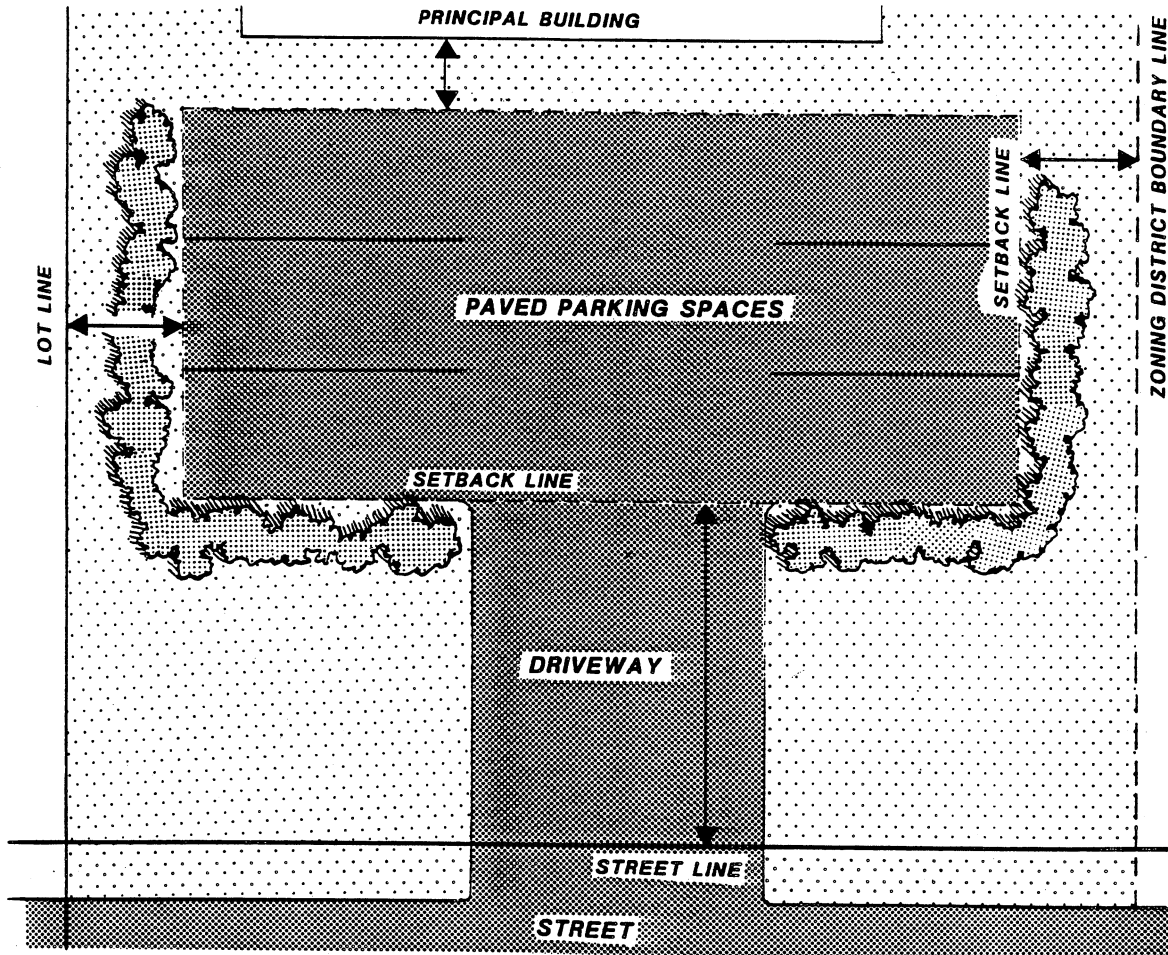 PRINCIPAL BUILDING
ZONING DISTRICT BOUNDARY LINE
SETBACK LINE
LOT LINE
PAVED PARKING SPACES
SETBACK LINE
DRIVEWAY
STREET LINE
STREET